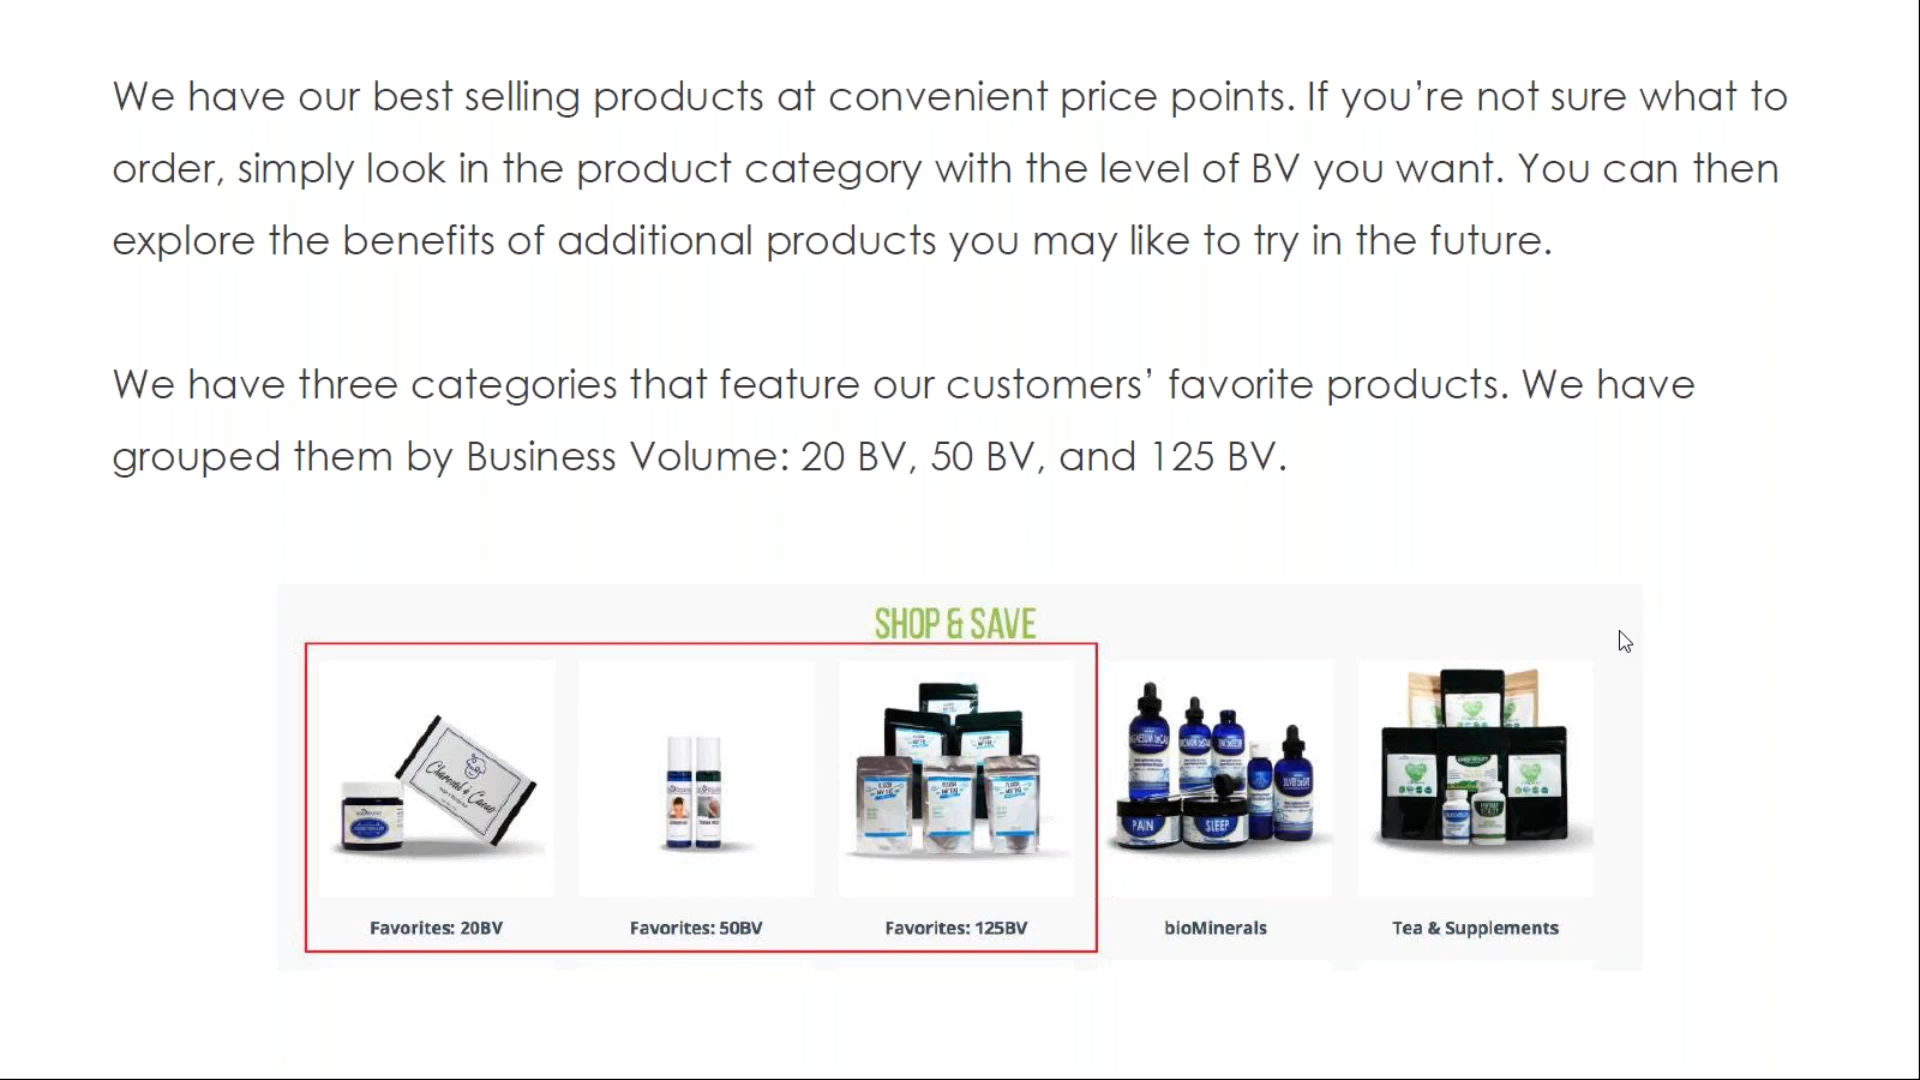 We have our best selling products at convenient price points. If you’re not sure what to
order, simply look in the product category with the level of BV you want. You can then
explore the benefits of additional products you may like to try in the future.
We have three categories that feature our customers’ favorite products. We have
grouped them by Business Volume: 20 BV, 50 BV, and 125 BV.
SHOP & SAVE
Charcoal & Cacao
PAIN
SLEEP
Favorites: 20BV
Favorites: 50BV
Favorites: 125BV
bioMinerals
Tea & Supplements